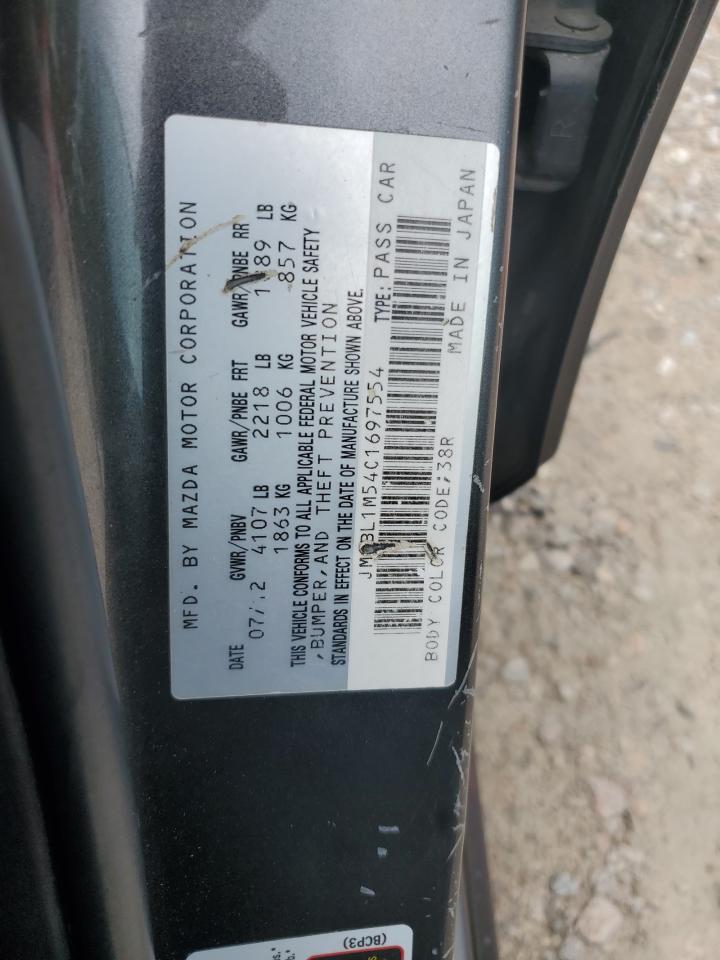 MFD. BY MAZDA MOTOR CORPORATION
DATE GVWR/PNBV GAWR/PNBE FRT GAWR/PNBE RR
4107 LB 2218 LB LB
1863 KG 1006 KG 857 KG
THIS VEHICLE CONFORMS TO ALL APPLICABLE FEDERAL MOTOR VEHICLE SAFETY
,BUMPER,AND THEFT PREVENTION
STANDARDS IN EFFECT ON THE DATE OF MANUFACTURE SHOWN ABOVE.
TYPE: PASS CAR
BODY COLOR CODE:38R
MADE IN JAPAN
(BCP3)
R